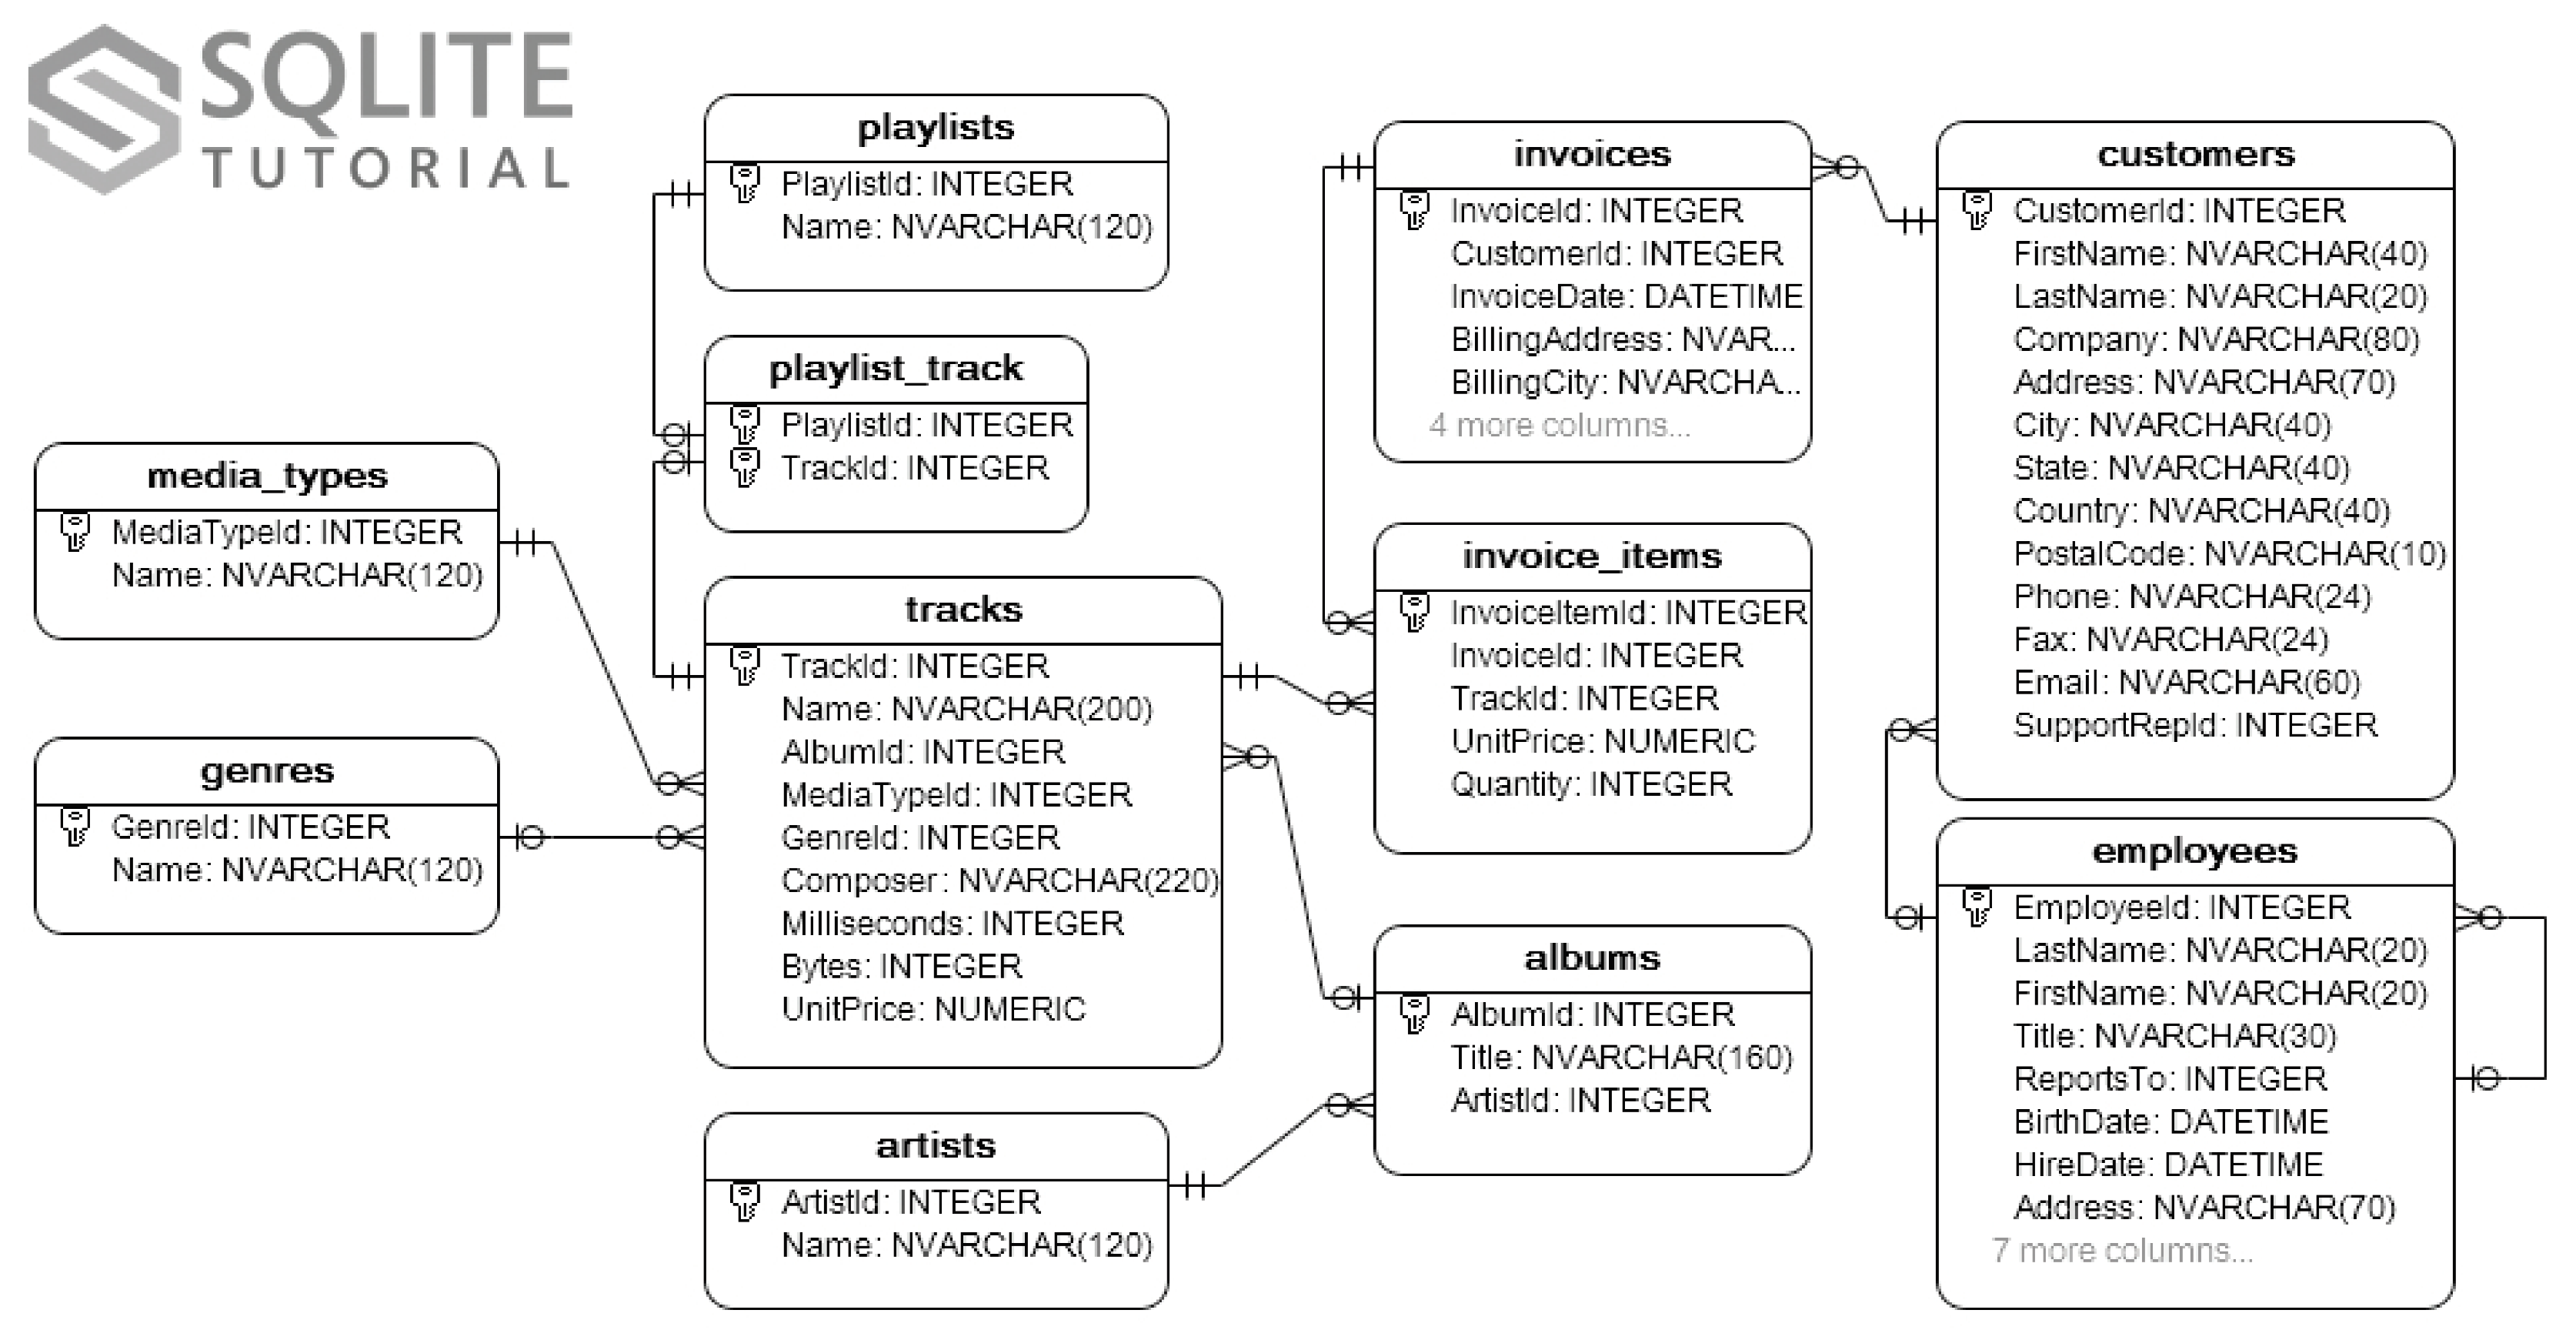 SQLITE
TUTORIAL
playlists
PlaylistId: INTEGER
Name: NVARCHAR(120)
playlist_track
PlaylistId: INTEGER
TrackId: INTEGER
media_types
MediaTypeId: INTEGER
Name: NVARCHAR(120)
genres
GenreId: INTEGER
Name: NVARCHAR(120)
tracks
TrackId: INTEGER
Name: NVARCHAR(200)
AlbumId: INTEGER
MediaTypeId: INTEGER
GenreId: INTEGER
Composer: NVARCHAR(220)
Milliseconds: INTEGER
Bytes: INTEGER
UnitPrice: NUMERIC
artists
ArtistId: INTEGER
Name: NVARCHAR(120)
invoices
InvoiceId: INTEGER
CustomerId: INTEGER
InvoiceDate: DATETIME
BillingAddress: NVAR...
BillingCity: NVARCHA...
4 more columns...
invoice_items
InvoiceItemId: INTEGER
InvoiceId: INTEGER
TrackId: INTEGER
UnitPrice: NUMERIC
Quantity: INTEGER
albums
AlbumId: INTEGER
Title: NVARCHAR(160)
ArtistId: INTEGER
customers
CustomerId: INTEGER
FirstName: NVARCHAR(40)
LastName: NVARCHAR(20)
Company: NVARCHAR(80)
Address: NVARCHAR(70)
City: NVARCHAR(40)
State: NVARCHAR(40)
Country: NVARCHAR(40)
PostalCode: NVARCHAR(10)
Phone: NVARCHAR(24)
Fax: NVARCHAR(24)
Email: NVARCHAR(60)
SupportRepId: INTEGER
employees
EmployeeId: INTEGER
LastName: NVARCHAR(20)
FirstName: NVARCHAR(20)
Title: NVARCHAR(30)
ReportsTo: INTEGER
BirthDate: DATETIME
HireDate: DATETIME
Address: NVARCHAR(70)
7 more columns...